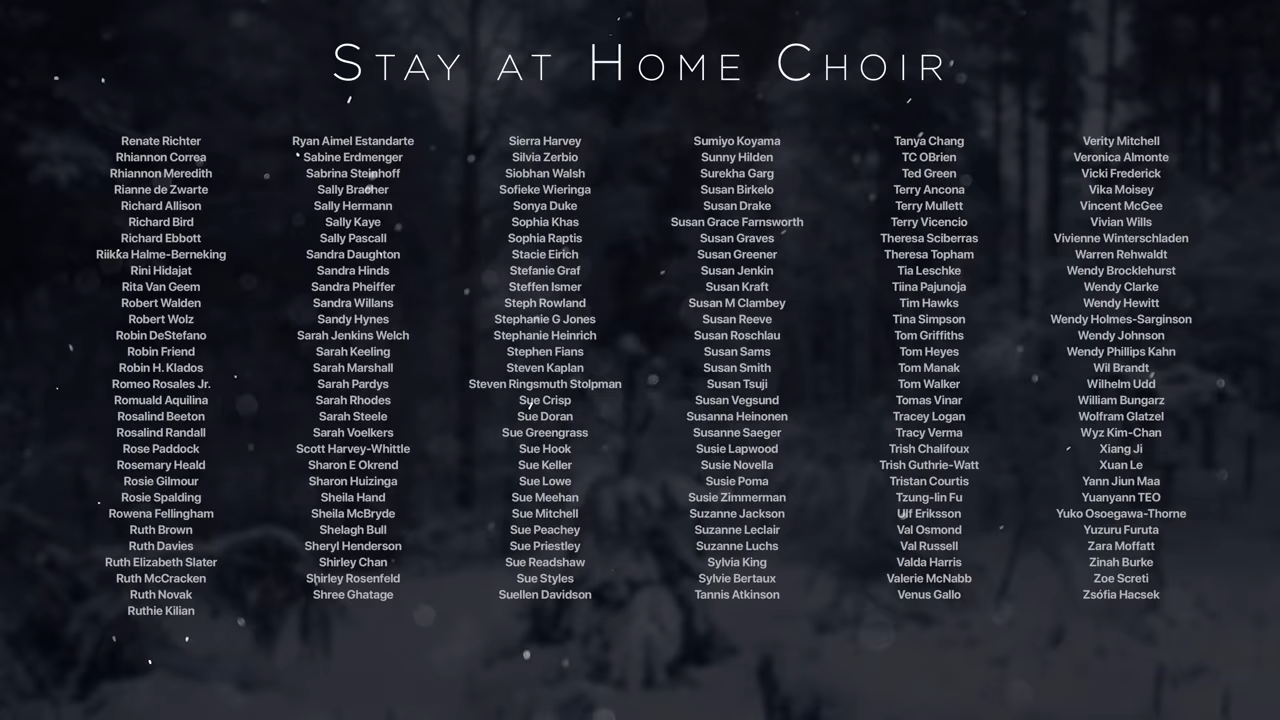 STAY AT HOME CHOIR
Renate Richter
Rhiannon Correa
Rhiannon Meredith
Rianne de Zwarte
Richard Allison
Richard Bird
Richard Ebbott
Riikka Halme-Berneking
Rini Hidajat
Rita Van Geem
Robert Walden
Robert Wolz
Robin DeStefano
Robin Friend
Robin H. Klados
Romeo Rosales Jr.
Romuald Aquilina
Rosalind Beeton
Rosalind Randall
Rose Paddock
Rosemary Heald
Rosie Gilmour
Rosie Spalding
Rowena Fellingham
Ruth Brown
Ruth Davies
Ruth Elizabeth Slater
Ruth McCracken
Ruth Novak
Ruthie Kilian
Ryan Aimel Estandarte
Sabine Erdmenger
Sabrina Steinhoff
Sally Bradner
Sally Hermann
Sally Kaye
Sally Pascall
Sandra Daughton
Sandra Hinds
Sandra Pheiffer
Sandra Willans
Sandy Hynes
Sarah Jenkins Welch
Sarah Keeling
Sarah Marshall
Sarah Pardys
Sarah Rhodes
Sarah Steele
Sarah Voelkers
Scott Harvey-Whittle
Sharon E Okrend
Sharon Huizinga
Sheila Hand
Sheila McBryde
Shelagh Bull
Sheryl Henderson
Shirley Chan
Shirley Rosenfeld
Shree Ghatage
Sierra Harvey
Silvia Zerbio
Siobhan Walsh
Sofieke Wieringa
Sonya Duke
Sophia Khas
Sophia Raptis
Stacie Eirich
Stefanie Graf
Steffen Ismer
Steph Rowland
Stephanie G Jones
Stephanie Heinrich
Stephen Fians
Steven Kaplan
Steven Ringsmuth Stolpman
Sue Crisp
Sue Doran
Sue Greengrass
Sue Hook
Sue Keller
Sue Lowe
Sue Meehan
Sue Mitchell
Sue Peachey
Sue Priestley
Sue Readshaw
Sue Styles
Suellen Davidson
Sumiyo Koyama
Sunny Hilden
Surekha Garg
Susan Birkelo
Susan Drake
Susan Grace Farnsworth
Susan Graves
Susan Greener
Susan Jenkin
Susan Kraft
Susan M Clambey
Susan Reeve
Susan Roschlau
Susan Sams
Susan Smith
Susan Tsuji
Susan Vegsund
Susanna Heinonen
Susanne Saeger
Susie Lapwood
Susie Novella
Susie Poma
Susie Zimmerman
Suzanne Jackson
Suzanne Leclair
Suzanne Luchs
Sylvia King
Sylvie Bertaux
Tannis Atkinson
Tanya Chang
TC OBrien
Ted Green
Terry Ancona
Terry Mullett
Terry Vicencio
Theresa Sciberras
Theresa Topham
Tia Leschke
Tiina Pajunoja
Tim Hawks
Tina Simpson
Tom Griffiths
Tom Heyes
Tom Manak
Tom Walker
Tomas Vinar
Tracey Logan
Tracy Verma
Trish Chalifoux
Trish Guthrie-Watt
Tristan Courtis
Tzung-lin Fu
Ulf Eriksson
Val Osmond
Val Russell
Valda Harris
Valerie McNabb
Venus Gallo
Verity Mitchell
Veronica Almonte
Vicki Frederick
Vika Moisey
Vincent McGee
Vivian Wills
Vivienne Winterschladen
Warren Rehwaldt
Wendy Brocklehurst
Wendy Clarke
Wendy Hewitt
Wendy Holmes-Sarginson
Wendy Johnson
Wendy Phillips Kahn
Wil Brandt
Wilhelm Udd
William Bungarz
Wolfram Glatzel
Wyz Kim-Chan
Xiang Ji
Xuan Le
Yann Jiun Maa
Yuanyann TEO
Yuko Osoegawa-Thorne
Yuzuru Furuta
Zara Moffatt
Zinah Burke
Zoe Screti
Zsófia Hacsek